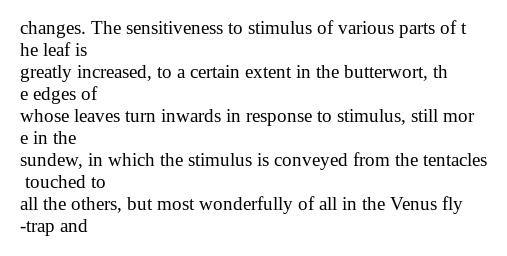 changes. The sensitiveness to stimulus of various parts of t
he leaf is
greatly increased, to a certain extent in the butterwort, th
e edges of
whose leaves turn inwards in response to stimulus, still mor
e in the
sundew, in which the stimulus is conveyed from the tentacles
 touched to
all the others, but most wonderfully of all in the Venus fly
-trap and